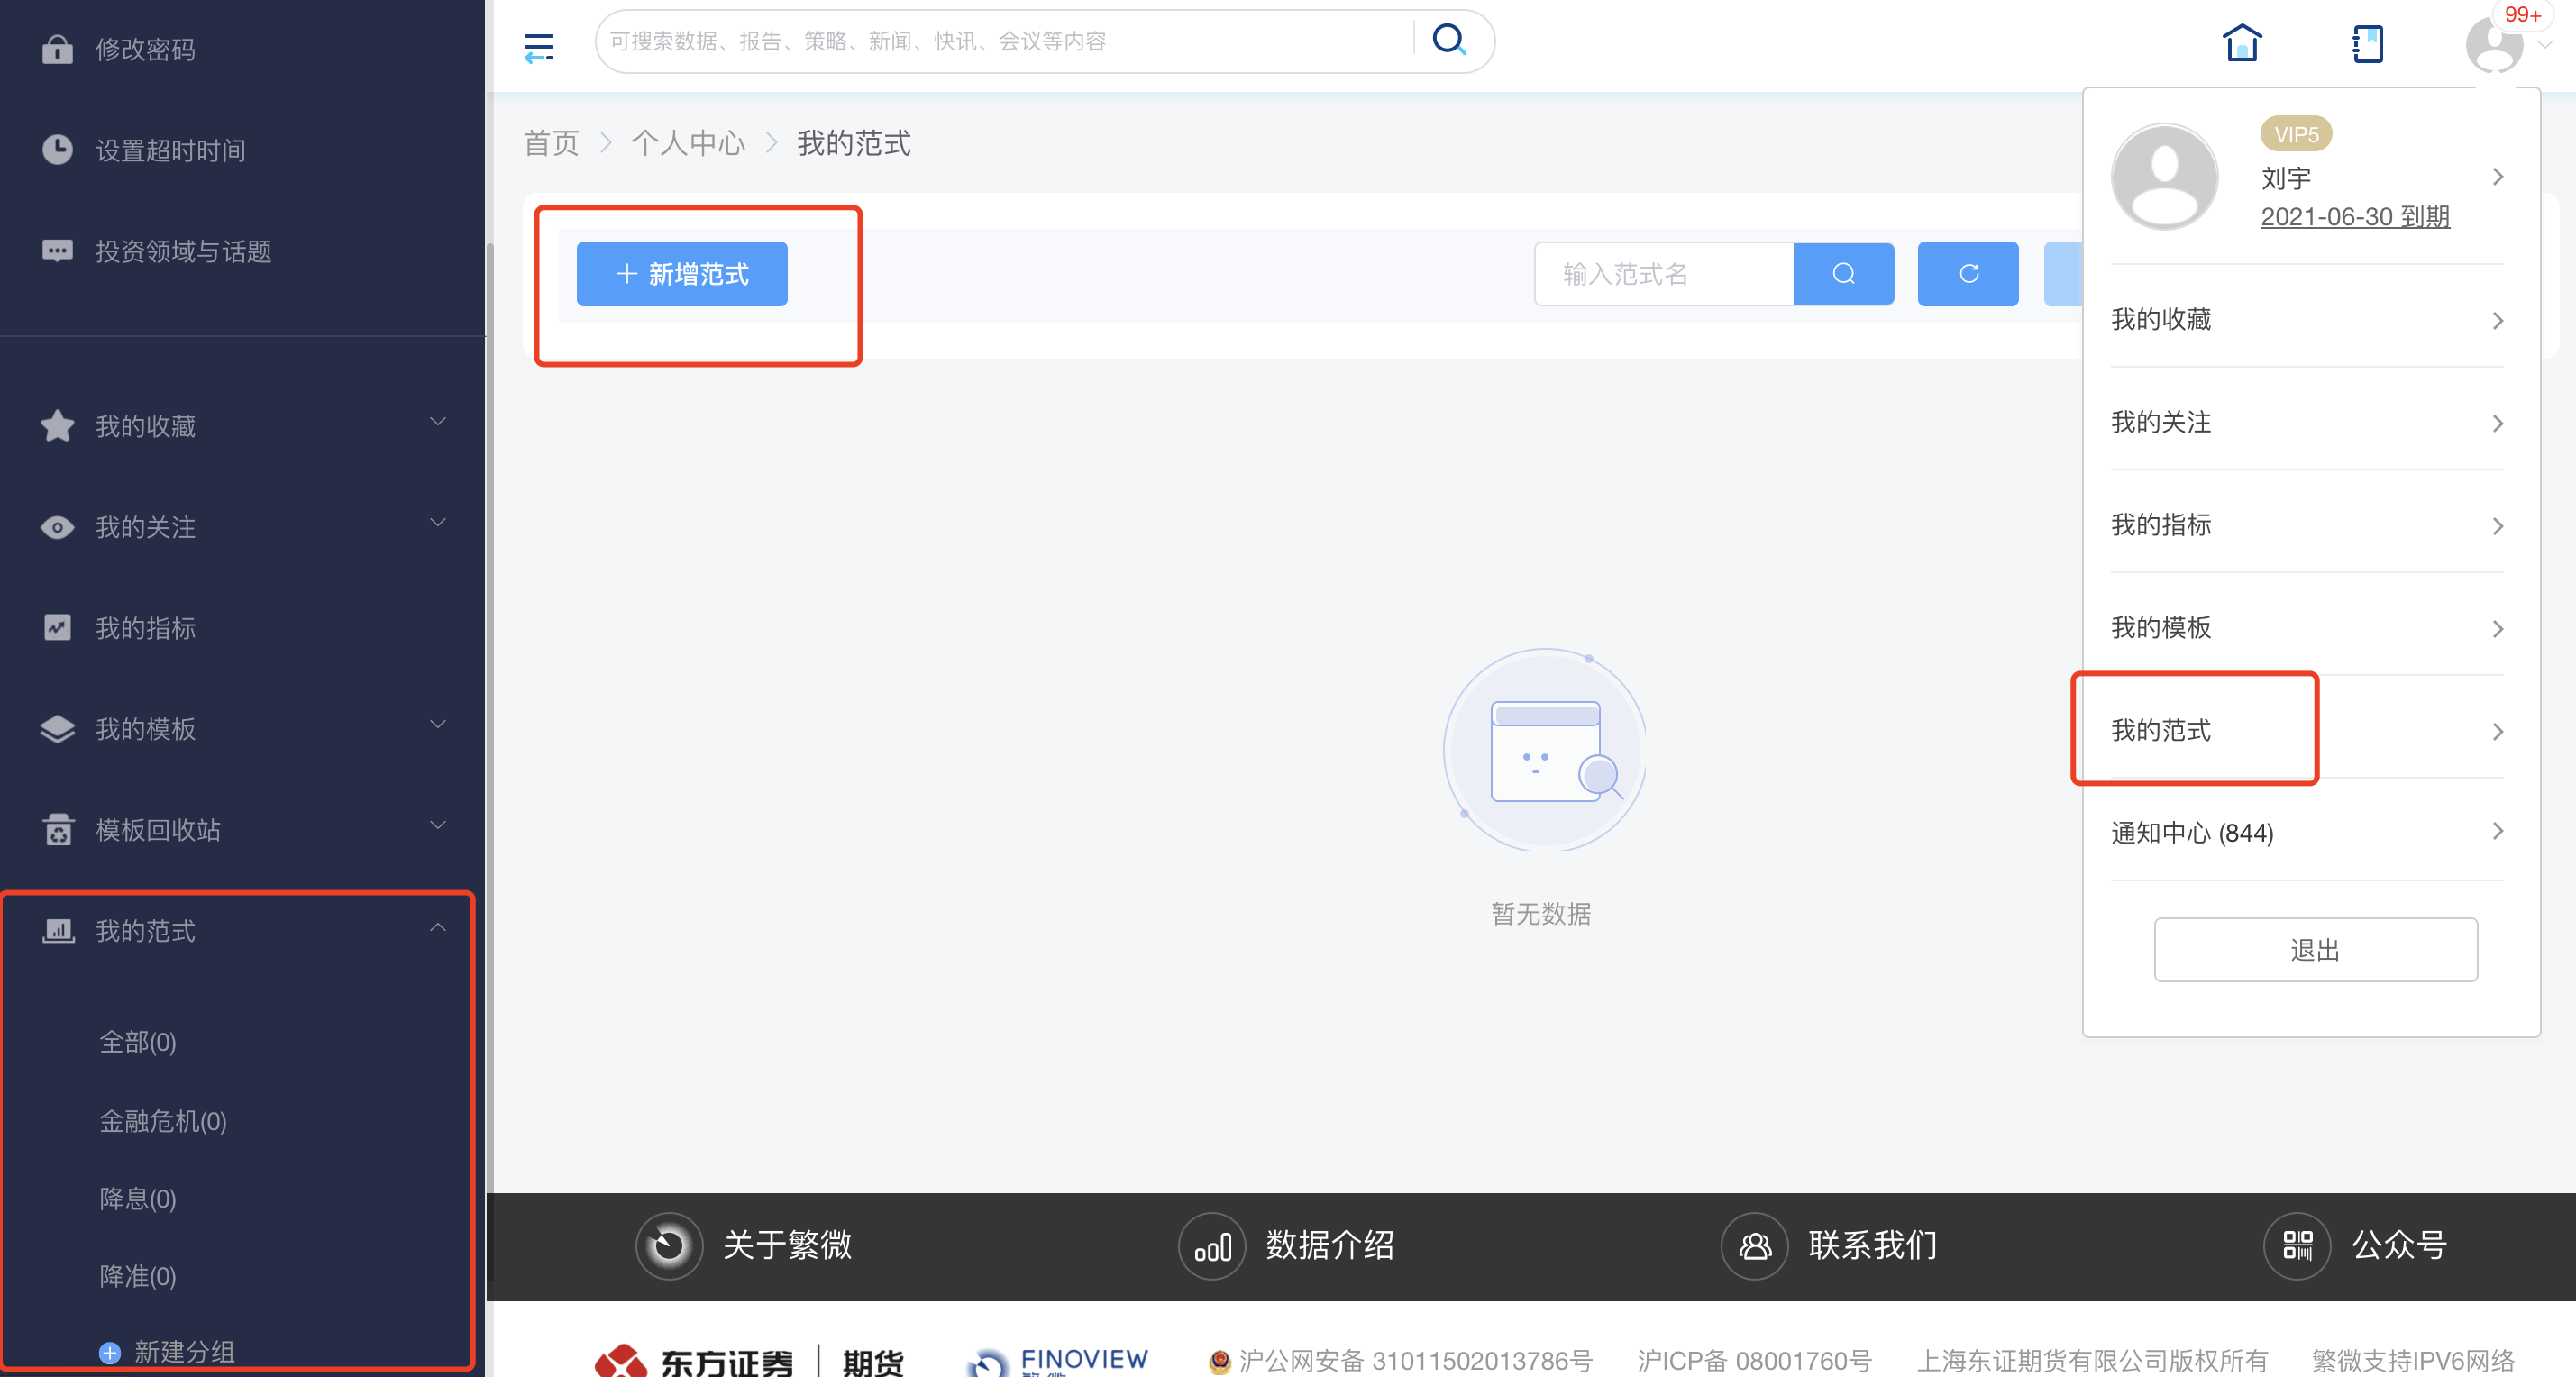 修改密码
设置超时时间
投资领域与话题
我的收藏
我的关注
我的指标
我的模板
模板回收站
我的范式
全部(0)
金融危机(0)
降息(0)
降准(0)
新建分组
可搜索数据、报告、策略、新闻、快讯、会议等内容
99+
首页 > 个人中心 > 我的范式
+ 新增范式
输入范式名
暂无数据
VIP5
刘宇
2021-06-30 到期
我的收藏
我的关注
我的指标
我的模板
我的范式
通知中心 (844)
退出
关于繁微
数据介绍
联系我们
公众号
东方证券 | 期货
FINOVIEW
繁微
沪公网安备 31011502013786号
沪ICP备 08001760号
上海东证期货有限公司版权所有
繁微支持IPV6网络